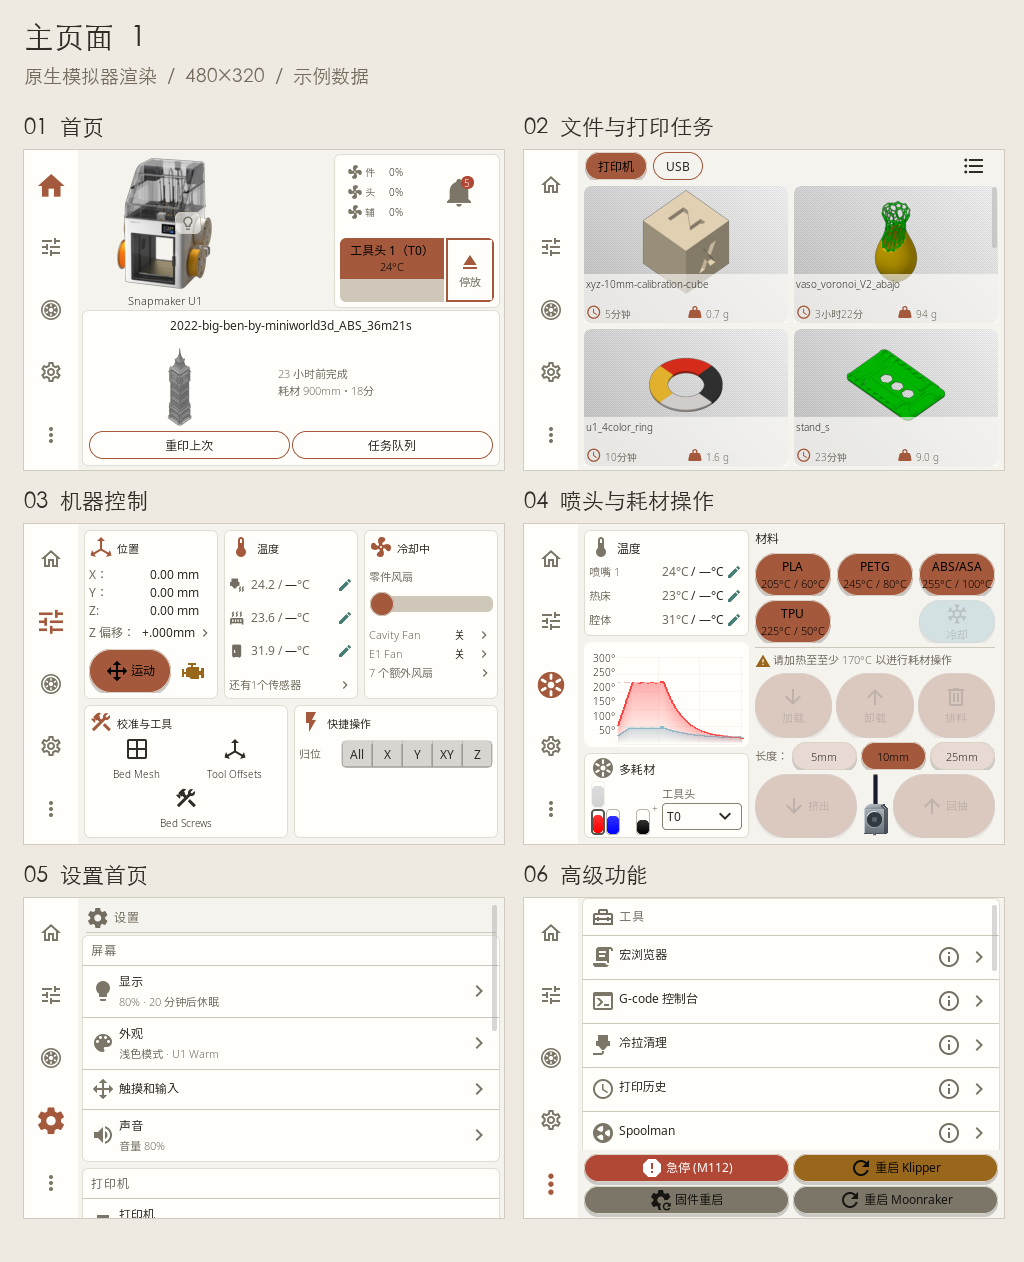 主页面 1
原生模拟器渲染 / 480×320 / 示例数据
01 首页
件 0%
头 0%
辅 0%
5
工具头 1（T0）
24°C
停放
Snapmaker U1
2022-big-ben-by-miniworld3d_ABS_36m21s
23 小时前完成
耗材 900mm • 18分
重印上次
任务队列
02 文件与打印任务
打印机
USB
xyz-10mm-calibration-cube
5分钟
0.7 g
vaso_voronoi_V2_abajo
3小时22分
94 g
u1_4color_ring
10分钟
1.6 g
stand_s
23分钟
9.0 g
03 机器控制
位置
X： 0.00 mm
Y： 0.00 mm
Z: 0.00 mm
Z 偏移： +.000mm
运动
温度
24.2 / —°C
23.6 / —°C
31.9 / —°C
还有1个传感器
冷却中
零件风扇
Cavity Fan 关
E1 Fan 关
7 个额外风扇
校准与工具
Bed Mesh
Tool Offsets
Bed Screws
快捷操作
归位
All X Y XY Z
04 喷头与耗材操作
温度
喷嘴 1 24°C / —°C
热床 23°C / —°C
腔体 31°C / —°C
300°
250°
200°
150°
100°
50°
多耗材
工具头
T0
材料
PLA
205°C / 60°C
PETG
245°C / 80°C
ABS/ASA
255°C / 100°C
TPU
225°C / 50°C
冷却
请加热至至少 170°C 以进行耗材操作
加载
卸载
排料
长度： 5mm 10mm 25mm
挤出
回抽
05 设置首页
设置
屏幕
显示
80% · 20 分钟后休眠
外观
浅色模式 · U1 Warm
触摸和输入
声音
音量 80%
打印机
打印机
06 高级功能
工具
宏浏览器
G-code 控制台
冷拉清理
打印历史
Spoolman
急停 (M112)
重启 Klipper
固件重启
重启 Moonraker